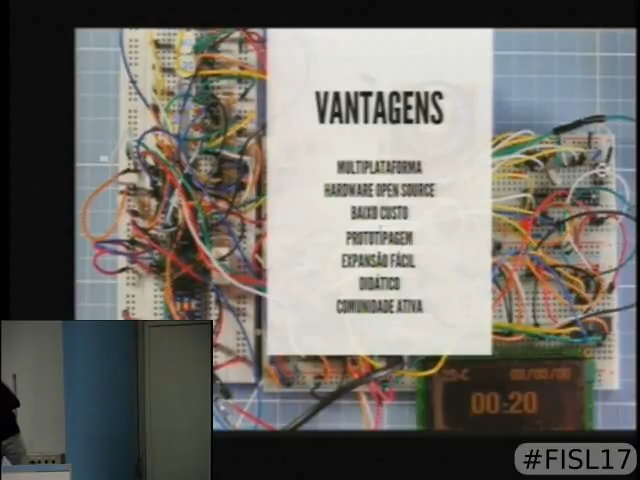 VANTAGENS
MULTIPLATAFORMA
HARDWARE OPEN SOURCE
BAIXO CUSTO
PROTOTIPAGEM
EXPANSÃO FÁCIL
DIDÁTICO
COMUNIDADE ATIVA
00:20
#FISL17